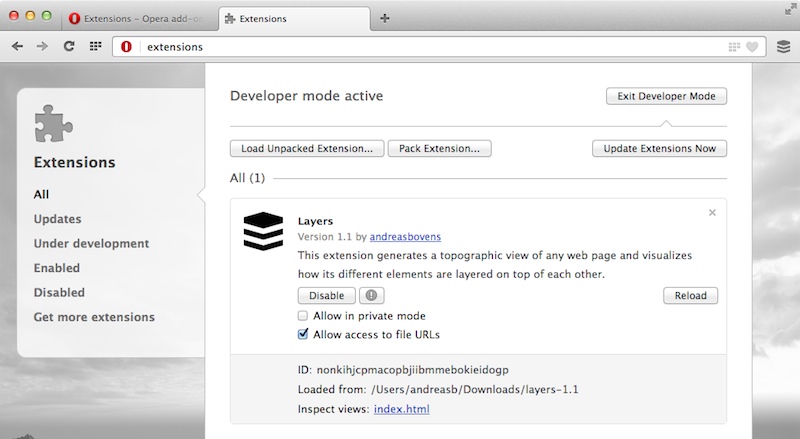 Extensions – Opera add-o
Extensions
extensions
Developer mode active
Exit Developer Mode
Load Unpacked Extension...
Pack Extension...
Update Extensions Now
Extensions
All
Updates
Under development
Enabled
Disabled
Get more extensions
All (1)
Layers
Version 1.1 by andreasbovens
This extension generates a topographic view of any web page and visualizes
how its different elements are layered on top of each other.
Disable
Reload
Allow in private mode
Allow access to file URLs
ID: nonkihjcpmacopbjiibmmebokieidogp
Loaded from: /Users/andreasb/Downloads/layers-1.1
Inspect views: index.html